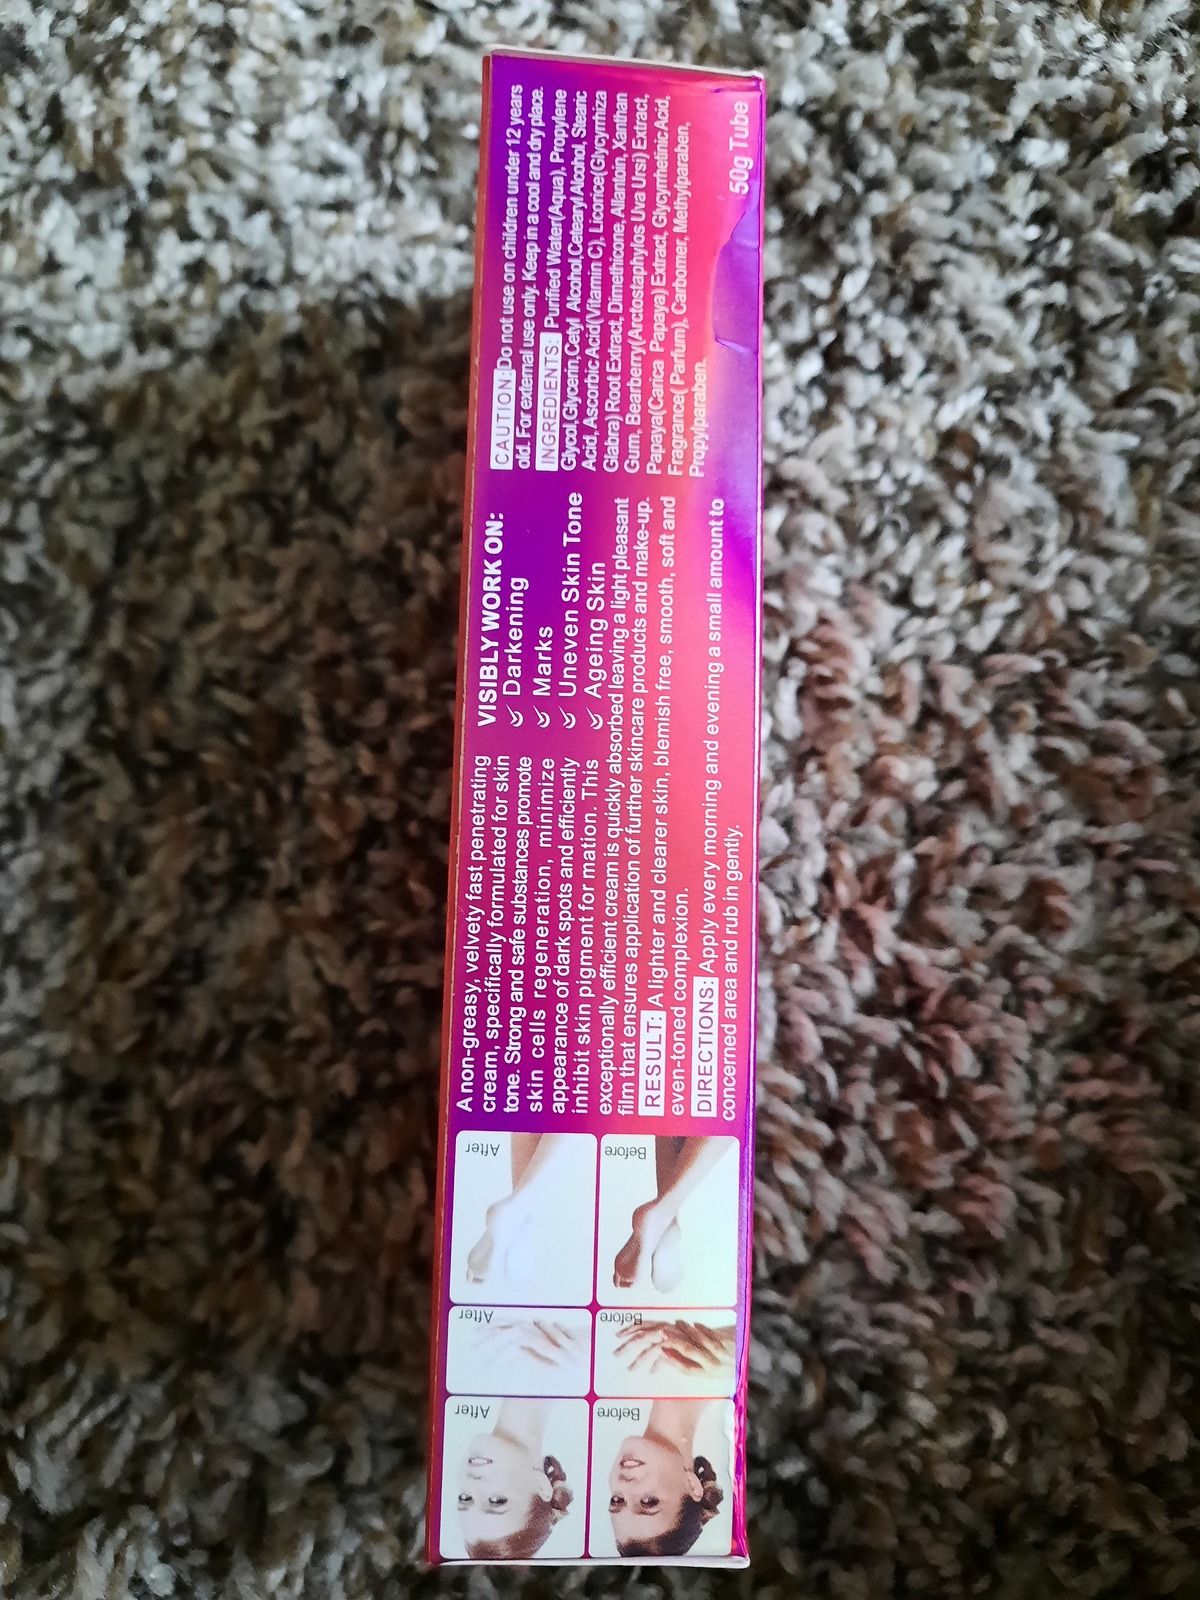 A non-greasy, velvety fast penetrating
cream, specifically formulated for skin
tone. Strong and safe substances promote
skin cells regeneration, minimize
appearance of dark spots and efficiently
inhibit skin pigment for mation. This
exceptionally efficient cream is quickly absorbed leaving a light pleasant
film that ensures application of further skincare products and make-up.
RESULT: A lighter and clearer skin, blemish free, smooth, soft and
even-toned complexion.
DIRECTIONS: Apply every morning and evening a small amount to
concerned area and rub in gently.
VISIBLY WORK ON:
Darkening
Marks
Uneven Skin Tone
Ageing Skin
CAUTION: Do not use on children under 12 years
old. For external use only. Keep in a cool and dry place.
INGREDIENTS: Purified Water(Aqua), Propylene
Glycol,Glycerin,Cetyl Alcohol,Cetearyl Alcohol, Stearic
Acid, Ascorbic Acid(Vitamin C), Licorice(Glycyrrhiza
Glabra) Root Extract, Dimethicone, Allantoin, Xanthan
Gum, Bearberry(Arctostaphylos Uva Ursi) Extract,
Papaya(Carica Papaya) Extract, Glycyrrhetinic Acid,
Fragrance( Parfum), Carbomer, Methylparaben,
Propylparaben.
50g Tube
After
Before
After
Before
After
Before